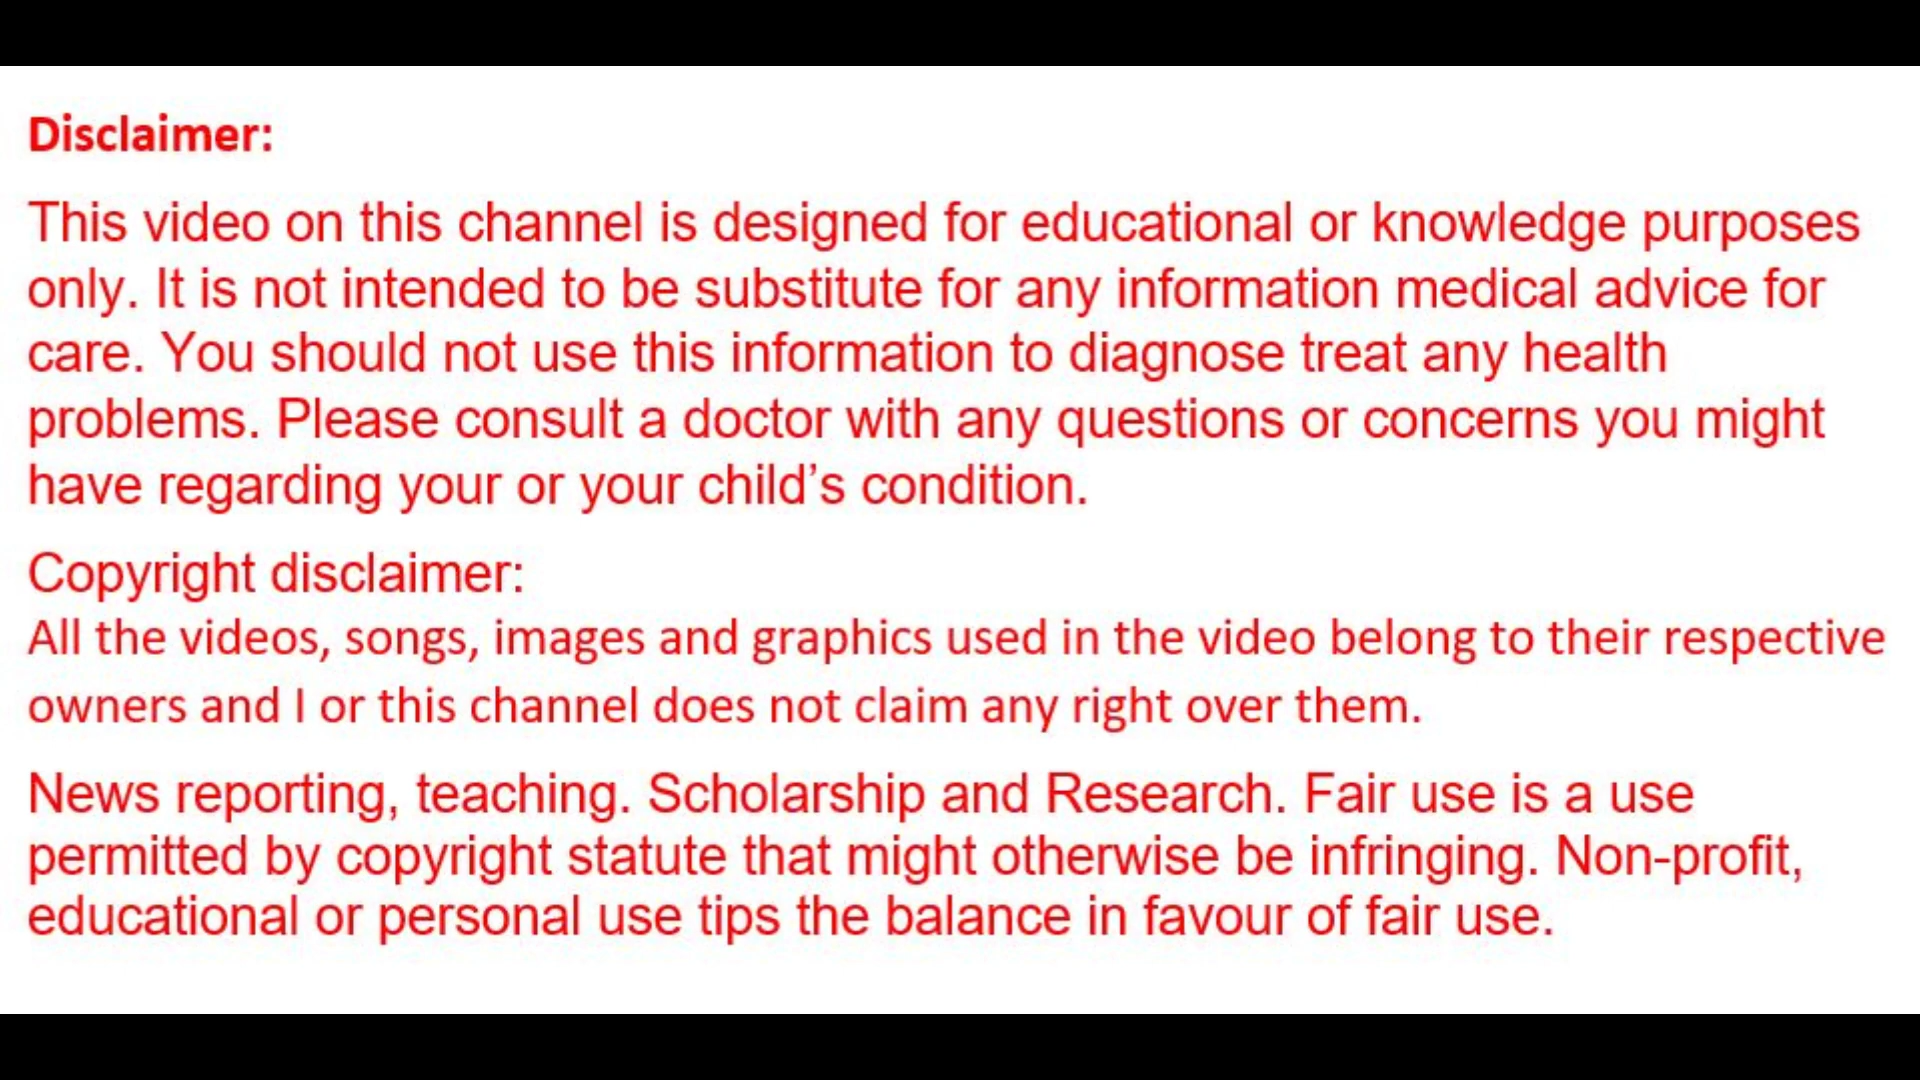 Disclaimer:
This video on this channel is designed for educational or knowledge purposes
only. It is not intended to be substitute for any information medical advice for
care. You should not use this information to diagnose treat any health
problems. Please consult a doctor with any questions or concerns you might
have regarding your or your child’s condition.
Copyright disclaimer:
All the videos, songs, images and graphics used in the video belong to their respective
owners and I or this channel does not claim any right over them.
News reporting, teaching. Scholarship and Research. Fair use is a use
permitted by copyright statute that might otherwise be infringing. Non-profit,
educational or personal use tips the balance in favour of fair use.